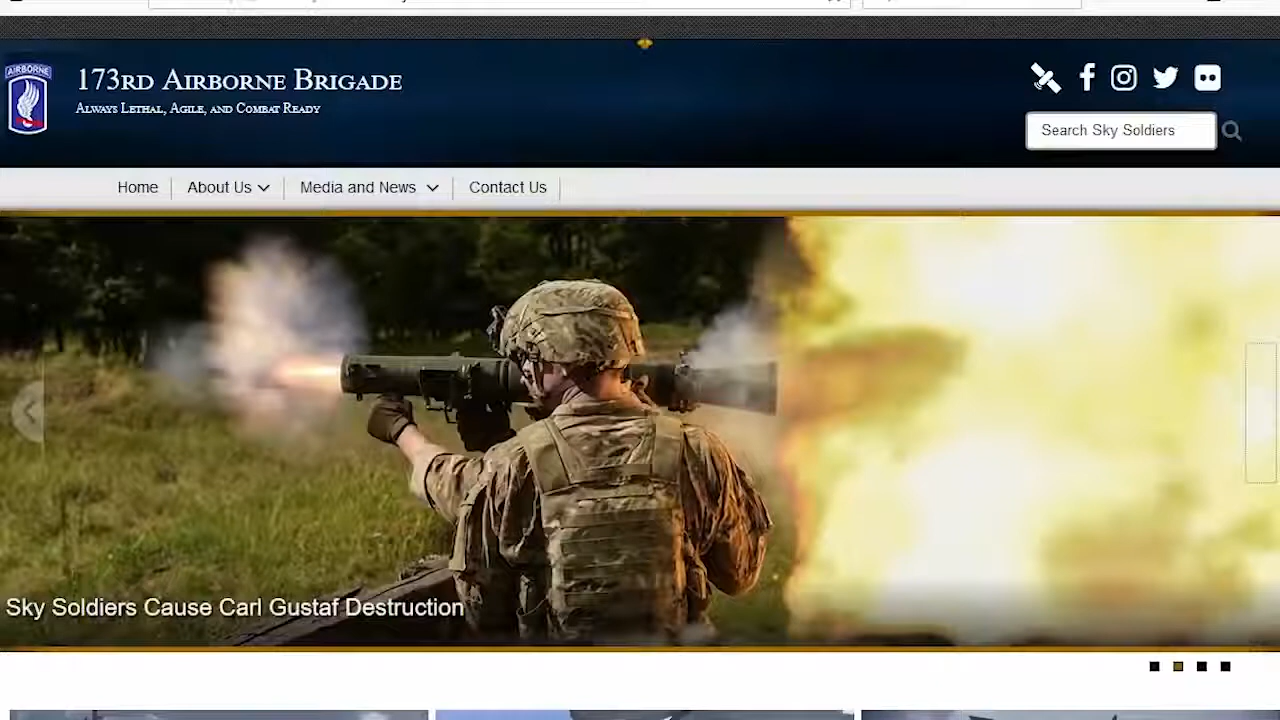 AIRBORNE
173RD AIRBORNE BRIGADE
ALWAYS LETHAL, AGILE, AND COMBAT READY
Search Sky Soldiers
Home
About Us
Media and News
Contact Us
Sky Soldiers Cause Carl Gustaf Destruction